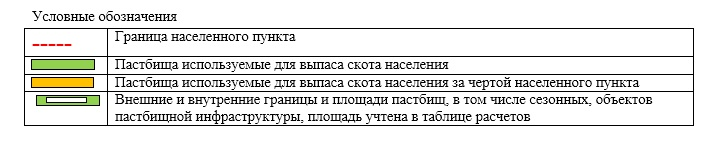 Условные обозначения
Граница населенного пункта
Пастбища используемые для выпаса скота населения
Пастбища используемые для выпаса скота населения за чертой населенного пункта
Внешние и внутренние границы и площади пастбищ, в том числе сезонных, объектов
пастбищной инфраструктуры, площадь учтена в таблице расчетов